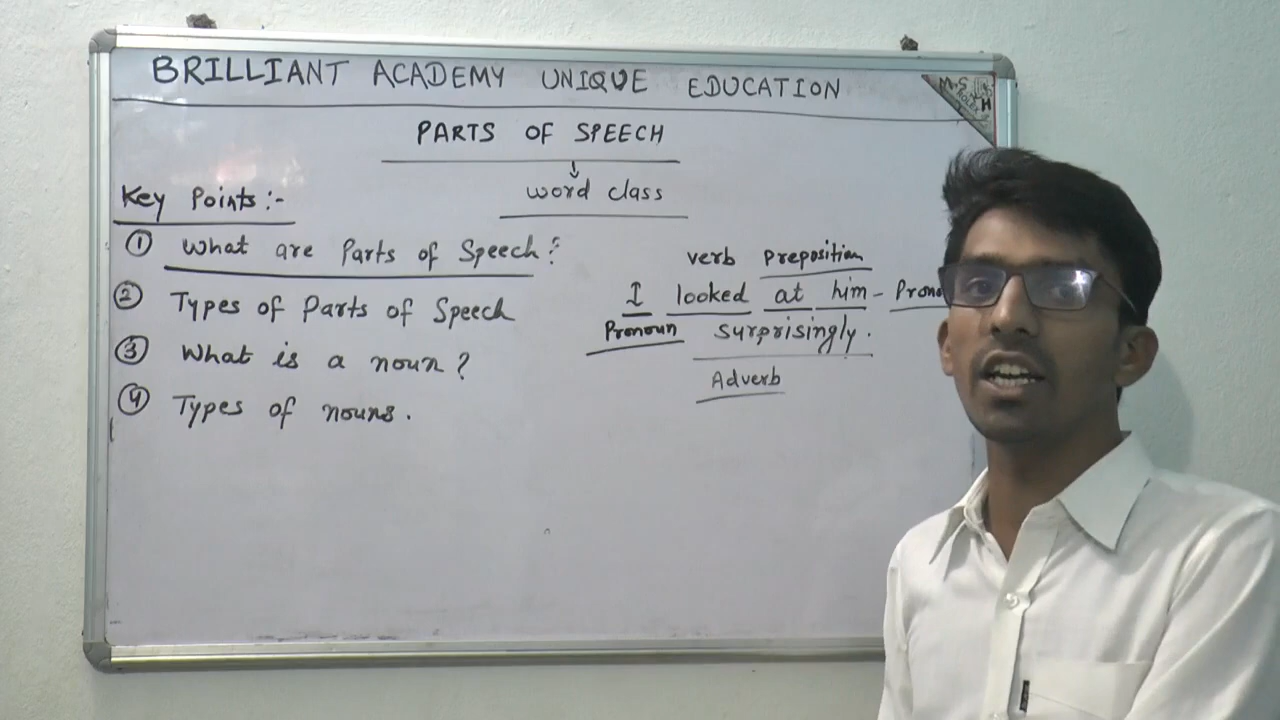 BRILLIANT ACADEMY UNIQUE EDUCATION
M.S
H
PARTS OF SPEECH
word class
Key Points:-
① What are Parts of Speech?
② Types of Parts of Speech
③ What is a noun?
④ Types of nouns.
verb preposition
I looked at him -
Pronoun surprisingly.
Adverb